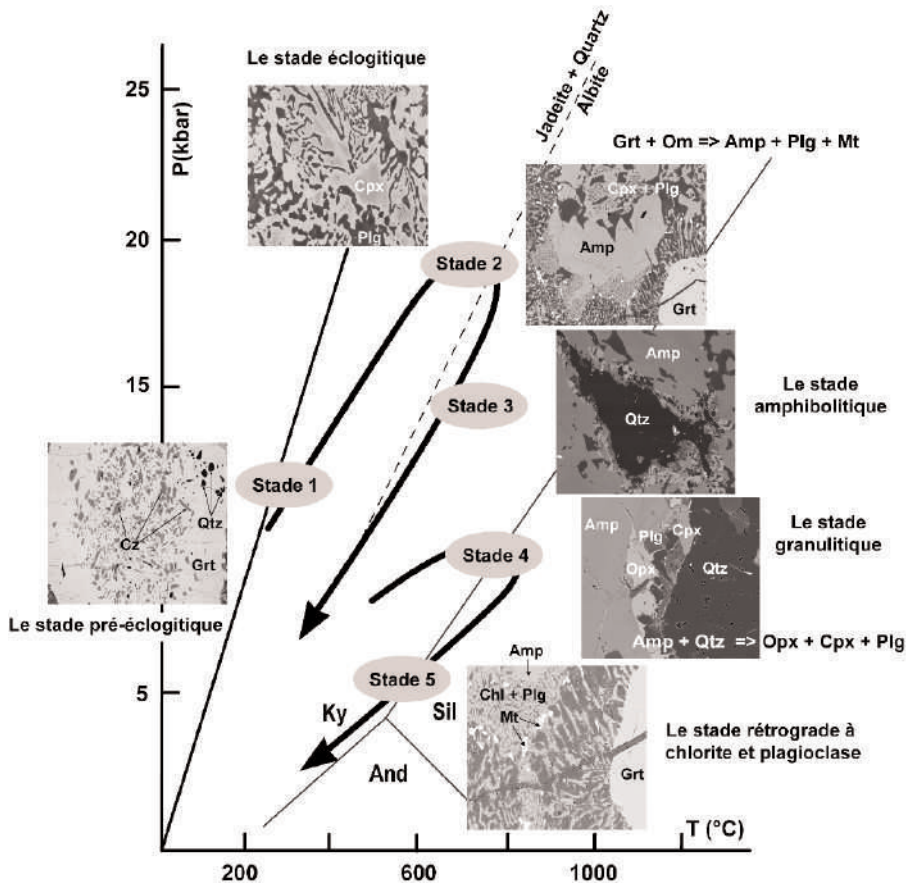 Le stade éclogitique
25
P(kbar)
Jadeite + Quartz
Albite
Grt + Om => Amp + Plg + Mt
Cpx
Plg
Cpx + Plg
Amp
Grt
20
Stade 2
Amp
Qtz
Le stade
amphibolitique
15
Stade 3
Stade 1
Qtz
Cz
Grt
Le stade pré-éclogitique
Amp
Plg
Cpx
Opx
Qtz
Amp + Qtz => Opx + Cpx + Plg
Le stade
granulitique
Stade 4
Stade 5
5
Ky
Sil
And
Amp
Chl + Plg
Mt
Grt
Le stade rétrograde à
chlorite et plagioclase
T (°C)
200
400
600
800
1000